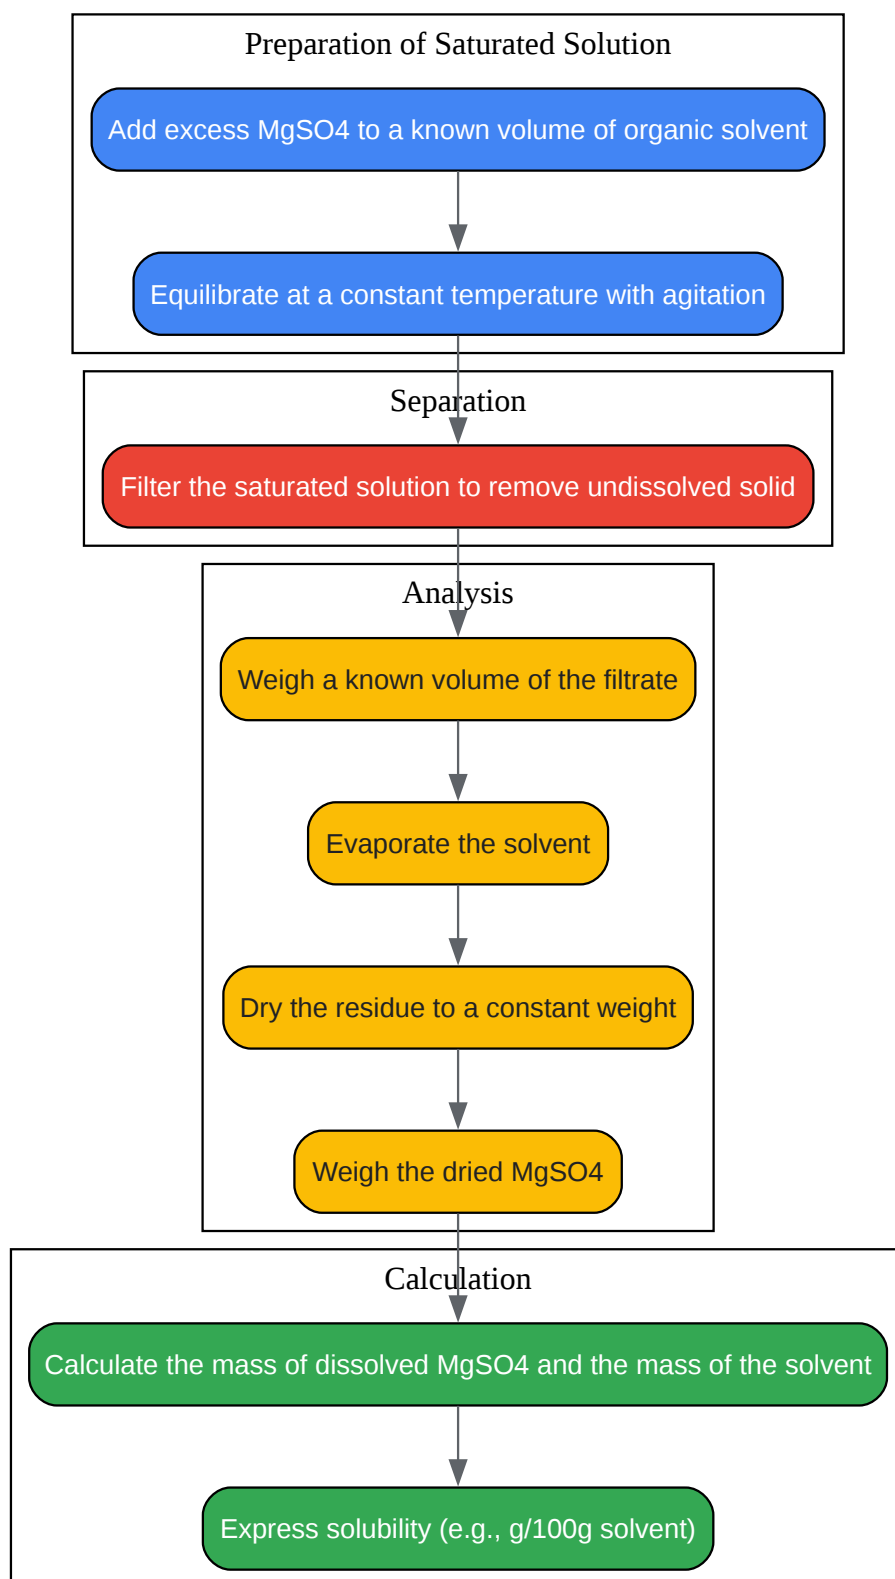 Preparation of Saturated Solution
Add excess MgSO4 to a known volume of organic solvent
Equilibrate at a constant temperature with agitation
Separation
Filter the saturated solution to remove undissolved solid
Analysis
Weigh a known volume of the filtrate
Evaporate the solvent
Dry the residue to a constant weight
Weigh the dried MgSO4
Calculation
Calculate the mass of dissolved MgSO4 and the mass of the solvent
Express solubility (e.g., g/100g solvent)